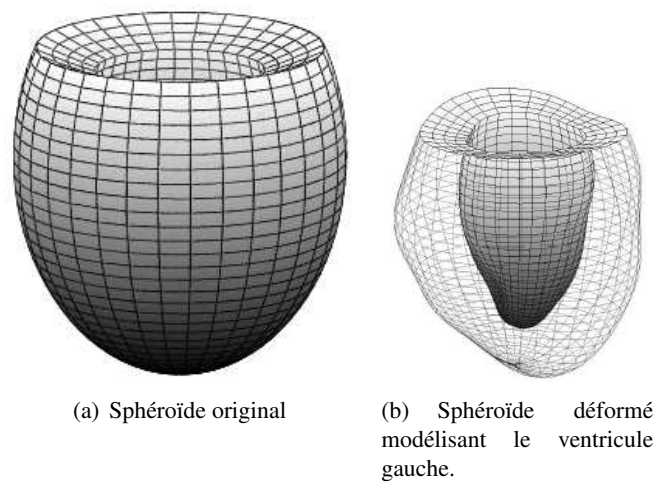 (a) Sphéroïde original
(b) Sphéroïde déformé
modélisant le ventricule
gauche.